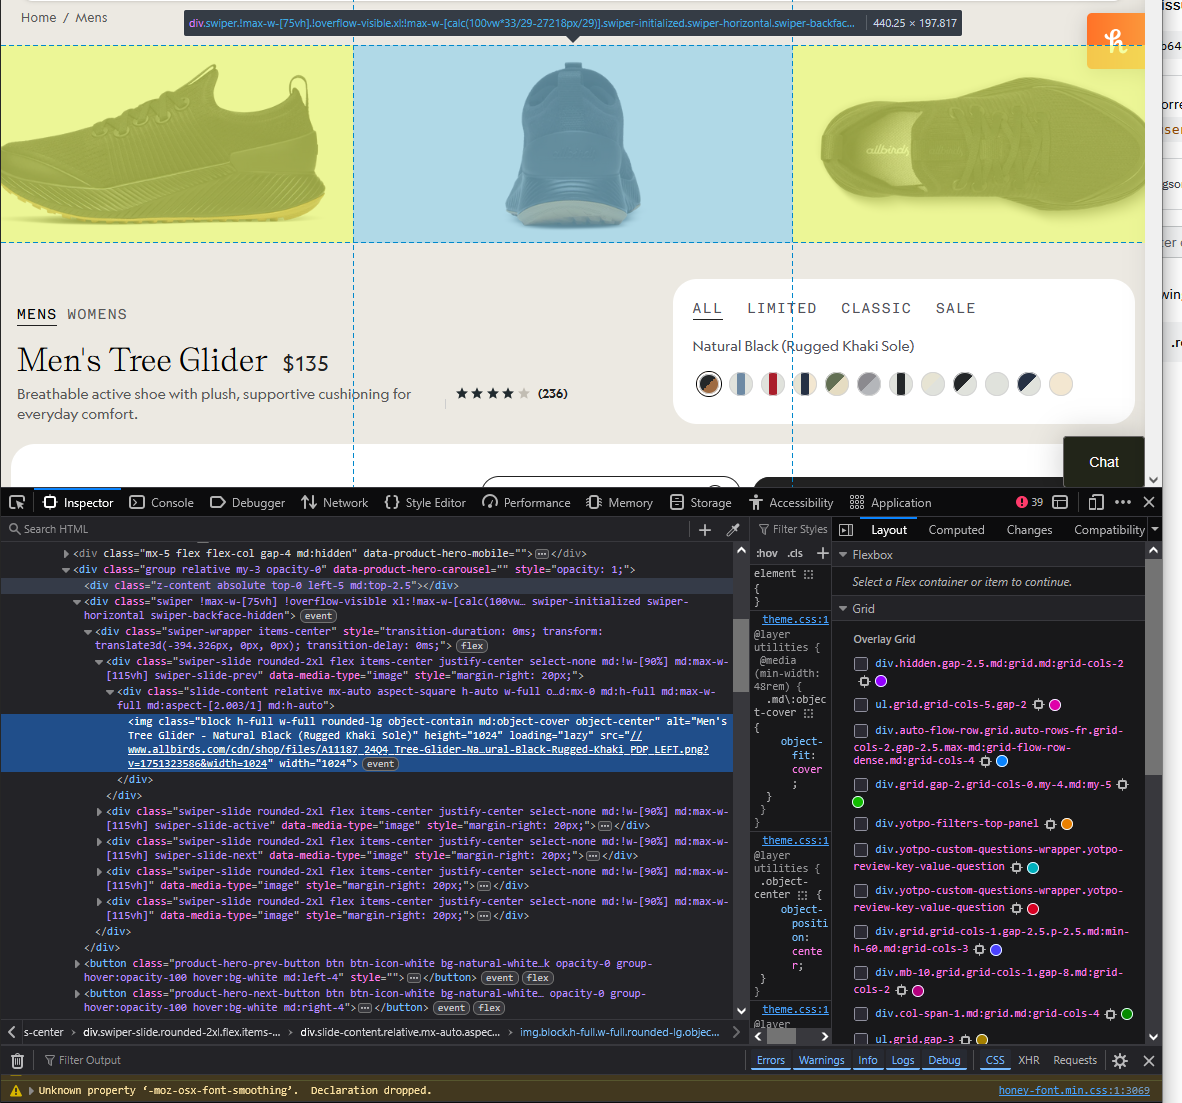 Home / Mens
div.swiper.!max-w-[75vh].!overflow-visible.xl:!max-w-[calc(100vw*33/29-27218px/29)].swiper-initialized.swiper-horizontal.swiper-backfac... 440.25 × 197.817
allbirds
MENS WOMENS
Men's Tree Glider $135
Breathable active shoe with plush, supportive cushioning for
everyday comfort.
(236)
ALL LIMITED CLASSIC SALE
Natural Black (Rugged Khaki Sole)
Chat
Inspector Console Debugger Network Style Editor Performance Memory Storage Accessibility Application 39
Search HTML
<div class="mx-5 flex flex-col gap-4 md:hidden" data-product-hero-mobile=""></div>
<div class="group relative my-3 opacity-0" data-product-hero-carousel="" style="opacity: 1;">
<div class="z-content absolute top-0 left-5 md:top-2.5"></div>
<div class="swiper !max-w-[75vh] !overflow-visible xl:!max-w-[calc(100vw… swiper-initialized swiper-
horizontal swiper-backface-hidden"> event
<div class="swiper-wrapper items-center" style="transition-duration: 0ms; transform:
translate3d(-394.326px, 0px, 0px); transition-delay: 0ms;"> flex
<div class="swiper-slide rounded-2xl flex items-center justify-center select-none md:!w-[90%] md:max-w-
[115vh] swiper-slide-prev" data-media-type="image" style="margin-right: 20px;">
<div class="slide-content relative mx-auto aspect-square h-auto w-full o…d:mx-0 md:h-full md:max-w-
full md:aspect-[2.003/1] md:h-auto">
<img class="block h-full w-full rounded-lg object-contain md:object-cover object-center" alt="Men's
Tree Glider - Natural Black (Rugged Khaki Sole)" height="1024" loading="lazy" src="//
www.allbirds.com/cdn/shop/files/A11187_24Q4_Tree-Glider-Na…ural-Black-Rugged-Khaki_PDP_LEFT.png?
v=1751323586&width=1024" width="1024"> event
</div>
</div>
<div class="swiper-slide rounded-2xl flex items-center justify-center select-none md:!w-[90%] md:max-w-
[115vh] swiper-slide-active" data-media-type="image" style="margin-right: 20px;"></div>
<div class="swiper-slide rounded-2xl flex items-center justify-center select-none md:!w-[90%] md:max-w-
[115vh] swiper-slide-next" data-media-type="image" style="margin-right: 20px;"></div>
<div class="swiper-slide rounded-2xl flex items-center justify-center select-none md:!w-[90%] md:max-w-
[115vh]" data-media-type="image" style="margin-right: 20px;"></div>
<div class="swiper-slide rounded-2xl flex items-center justify-center select-none md:!w-[90%] md:max-w-
[115vh]" data-media-type="image" style="margin-right: 20px;"></div>
</div>
</div>
<button class="product-hero-prev-button btn btn-icon-white bg-natural-white…k opacity-0 group-
hover:opacity-100 hover:bg-white md:left-4" style=""></button> event flex
<button class="product-hero-next-button btn btn-icon-white bg-natural-white… opacity-0 group-
hover:opacity-100 hover:bg-white md:right-4"></button> event flex
s-center div.swiper-slide.rounded-2xl.flex.items-... div.slide-content.relative.mx-auto.aspec... img.block.h-full.w-full.rounded-lg.objec...
Filter Styles
:hov .cls +
element
{
}
theme.css:1
@layer
utilities {
@media
(min-width:
48rem) {
.md\:object-
-cover
{
object-
fit:
cover
;
}
}
}
theme.css:1
@layer
utilities {
.object-
center {
object-
positi
on:
cente
r;
}
}
theme.css:1
@layer
Layout Computed Changes Compatibility
Flexbox
Select a Flex container or item to continue.
Grid
Overlay Grid
div.hidden.gap-2.5.md:grid.md:grid-cols-2
ul.grid.grid-cols-5.gap-2
div.auto-flow-row.grid.auto-rows-fr.grid-
cols-2.gap-2.5.max-md:grid-flow-row-
dense.md:grid-cols-4
div.grid.gap-2.grid-cols-0.my-4.md:my-5
div.yotpo-filters-top-panel
div.yotpo-custom-questions-wrapper.yotpo-
review-key-value-question
div.yotpo-custom-questions-wrapper.yotpo-
review-key-value-question
div.grid.grid-cols-1.gap-2.5.p-2.5.md:min-
h-60.md:grid-cols-3
div.mb-10.grid.grid-cols-1.gap-8.md:grid-
cols-2
div.col-span-1.md:grid.md:grid-cols-4
ul.grid.gap-3
Filter Output
Errors Warnings Info Logs Debug CSS XHR Requests
Unknown property ‘-moz-osx-font-smoothing’. Declaration dropped. honey-font.min.css:1:3069